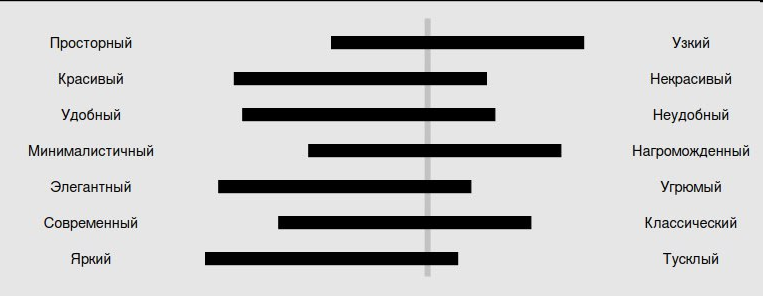 Просторный Узкий
Красивый Некрасивый
Удобный Неудобный
Минималистичный Нагроможденный
Элегантный Угрюмый
Современный Классический
Яркий Тусклый